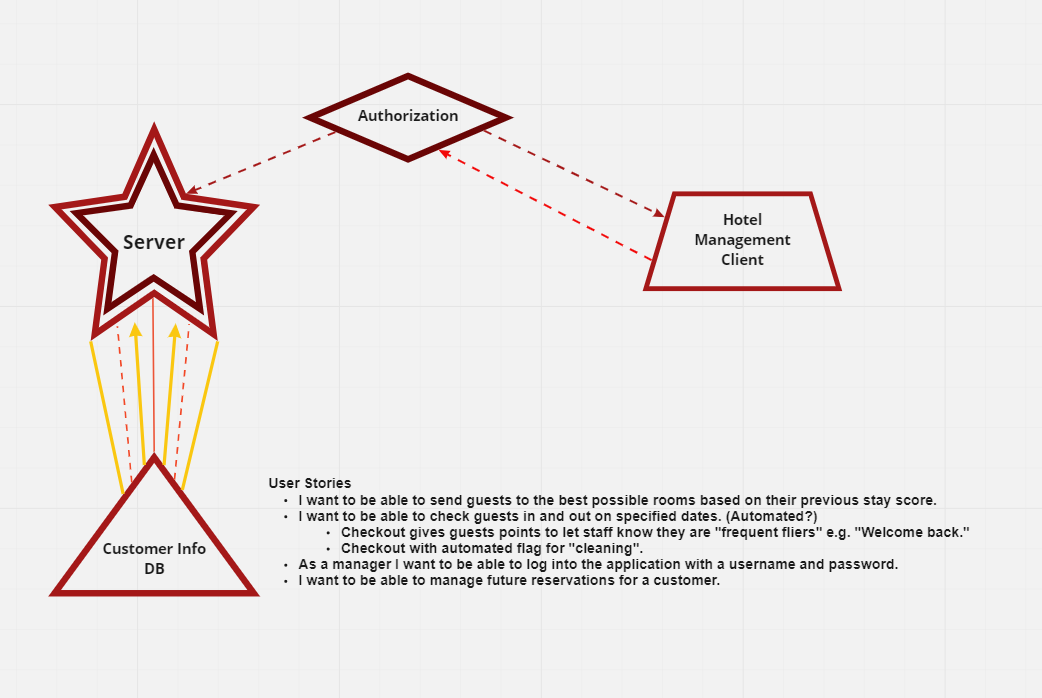 Authorization
Server
Hotel
Management
Client
Customer Info
DB
User Stories
• I want to be able to send guests to the best possible rooms based on their previous stay score.
• I want to be able to check guests in and out on specified dates. (Automated?)
• Checkout gives guests points to let staff know they are "frequent fliers" e.g. "Welcome back."
• Checkout with automated flag for "cleaning".
• As a manager I want to be able to log into the application with a username and password.
• I want to be able to manage future reservations for a customer.